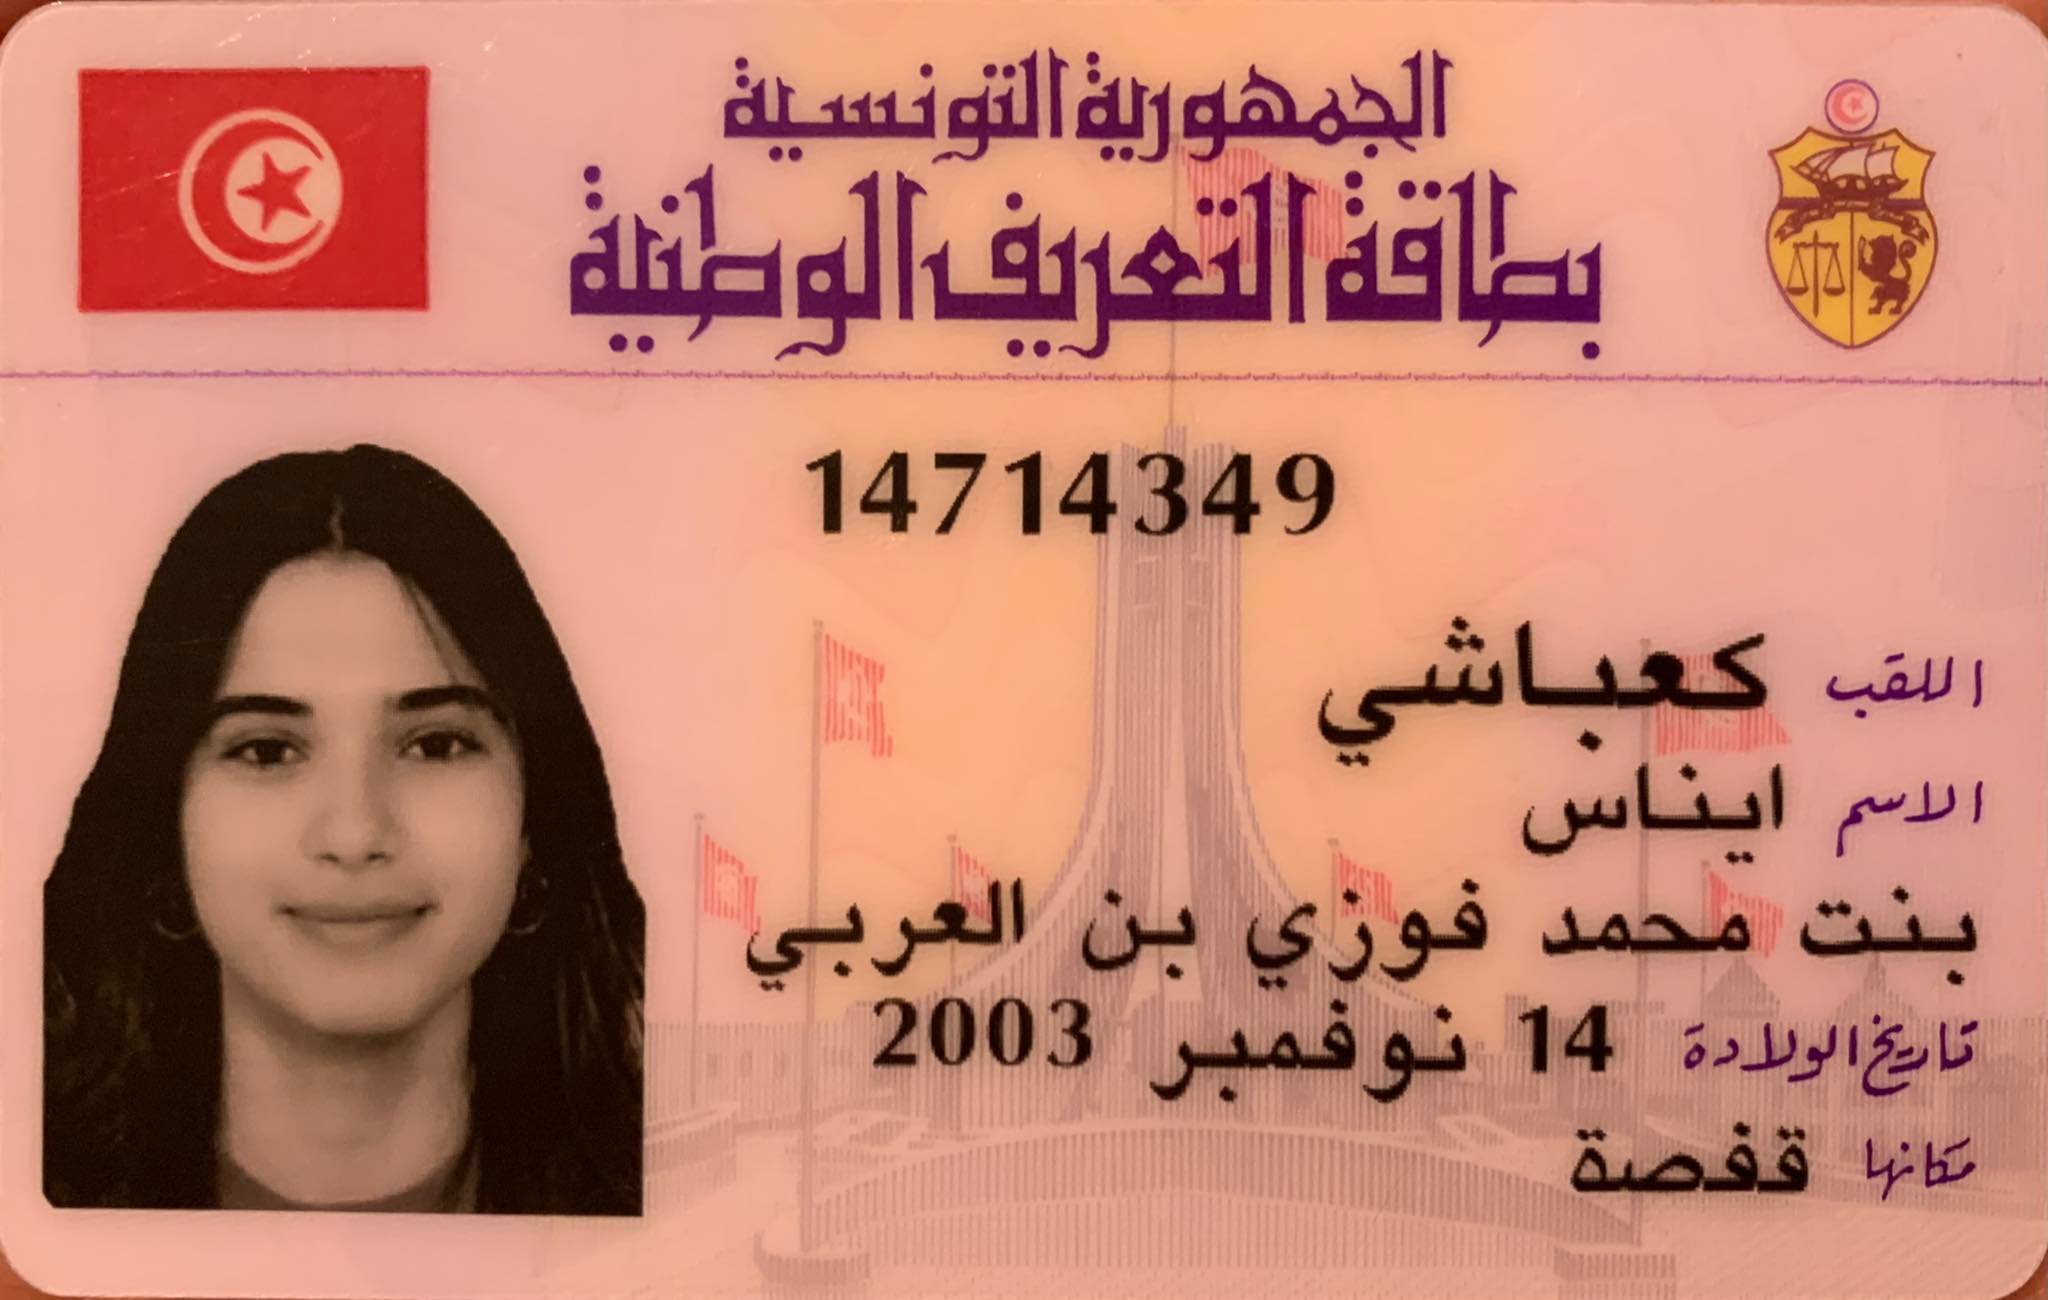 الجمهورية التونسية
بطاقة التعريف الوطنية
14714349
اللقب كعباشي
الاسم ايناس
بنت محمد فوزي بن العربي
تاريخ الولادة 14 نوفمبر 2003
مكانها قفصة